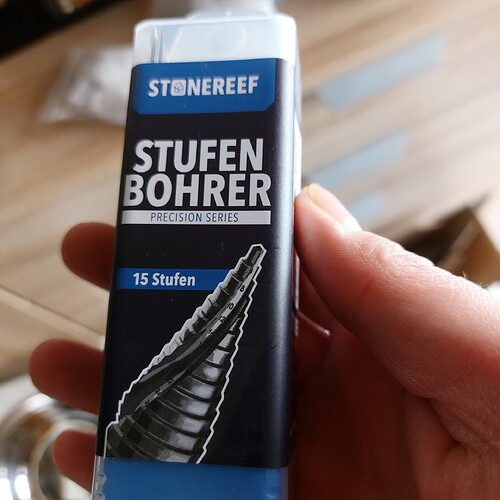 STONEREEF
STUFEN
BOHRER
PRECISION SERIES
15 Stufen